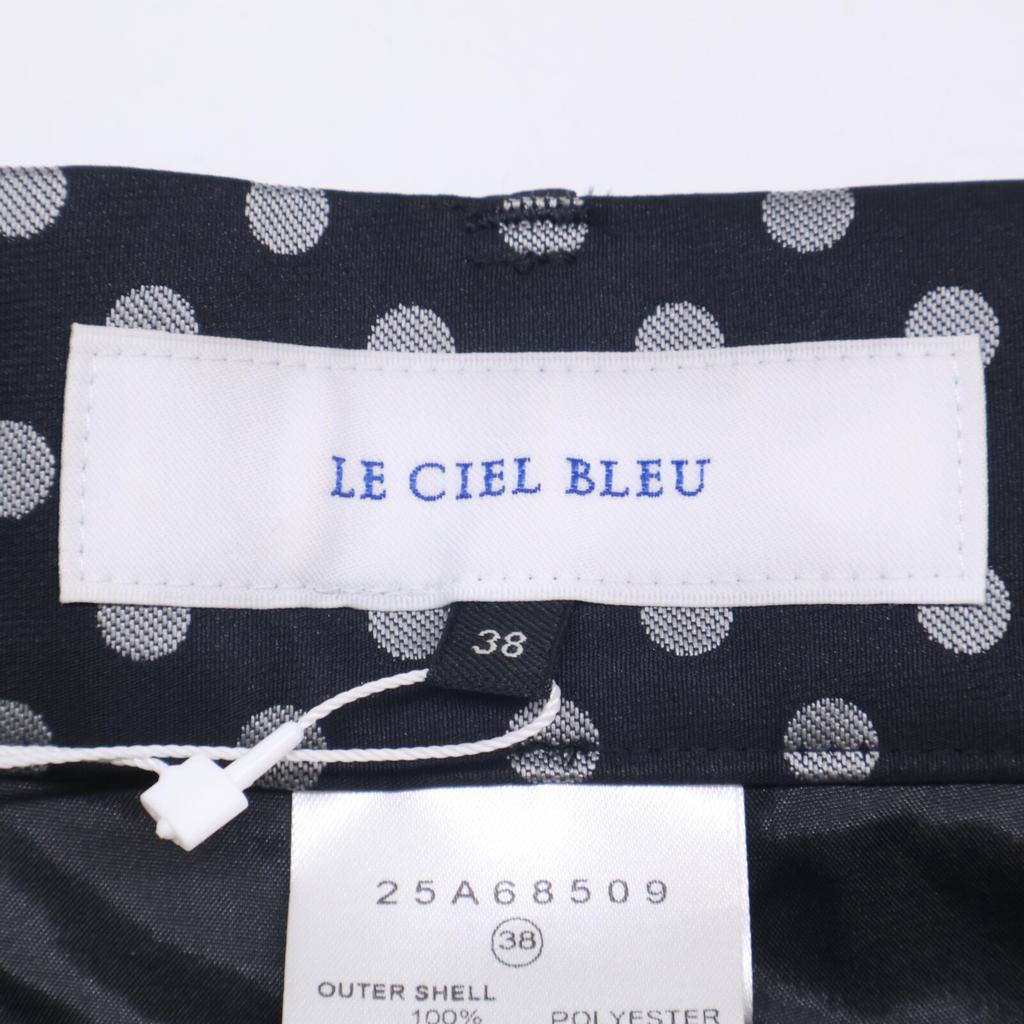 LE CIEL BLEU
38
25A68509
38
OUTER SHELL
100% POLYESTER